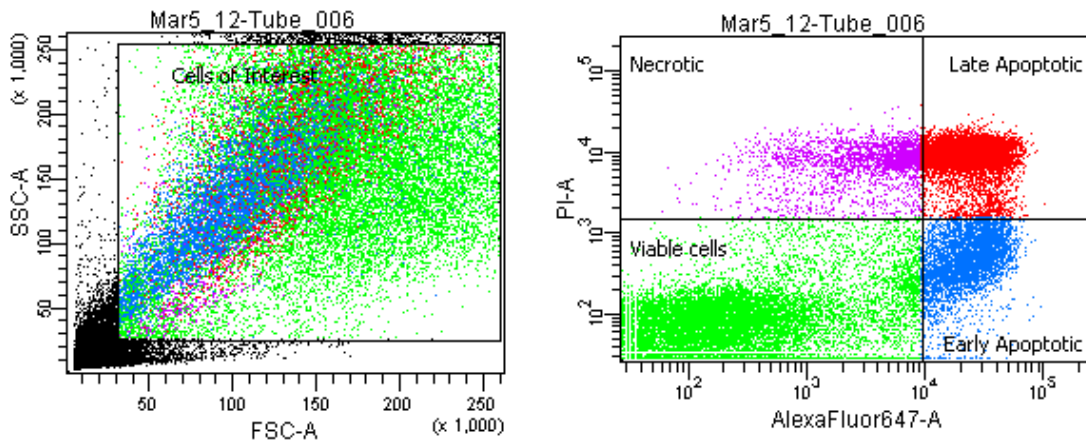 Mar5_12-Tube_006
(x 1,000)
250
200
150
100
50
SSC-A
Cells of Interest
50 100 150 200 250
FSC-A
(x 1,000)
Mar5_12-Tube_006
Necrotic
Late Apoptotic
10^5
10^4
10^3
10^2
PI-A
Viable cells
Early Apoptotic
10^2 10^3 10^4 10^5
AlexaFluor647-A